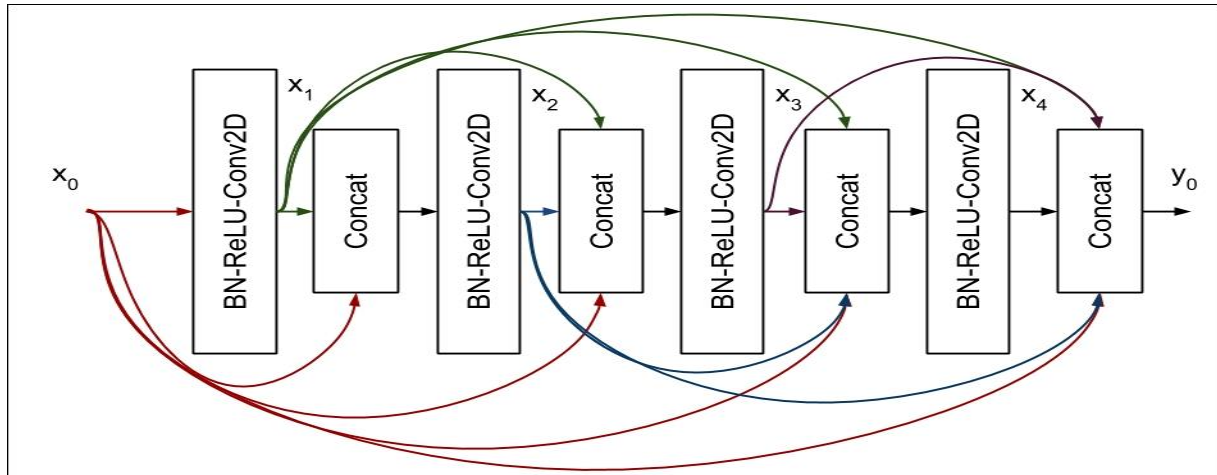 x0
BN-ReLU-Conv2D
x1
Concat
BN-ReLU-Conv2D
x2
Concat
BN-ReLU-Conv2D
x3
Concat
BN-ReLU-Conv2D
x4
Concat
y0